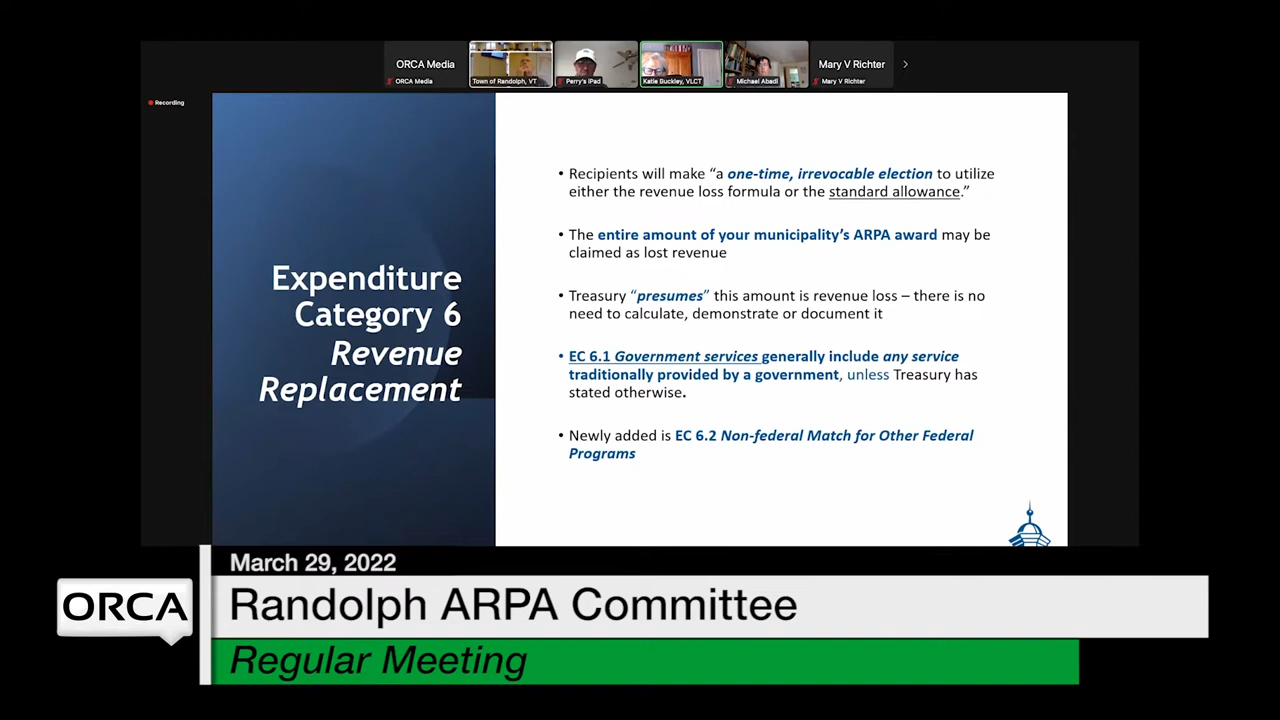 ORCA Media
Mary V Richter
ORCA Media
Town of Randolph, VT
Perry's iPad
Katie Buckley, VLCT
Michael Abadi
Mary V Richter
Recording
Expenditure
Category 6
Revenue
Replacement
• Recipients will make “a one-time, irrevocable election to utilize
either the revenue loss formula or the standard allowance.”
• The entire amount of your municipality’s ARPA award may be
claimed as lost revenue
• Treasury “presumes” this amount is revenue loss – there is no
need to calculate, demonstrate or document it
• EC 6.1 Government services generally include any service
traditionally provided by a government, unless Treasury has
stated otherwise.
• Newly added is EC 6.2 Non-federal Match for Other Federal
Programs
March 29, 2022
ORCA
Randolph ARPA Committee
Regular Meeting